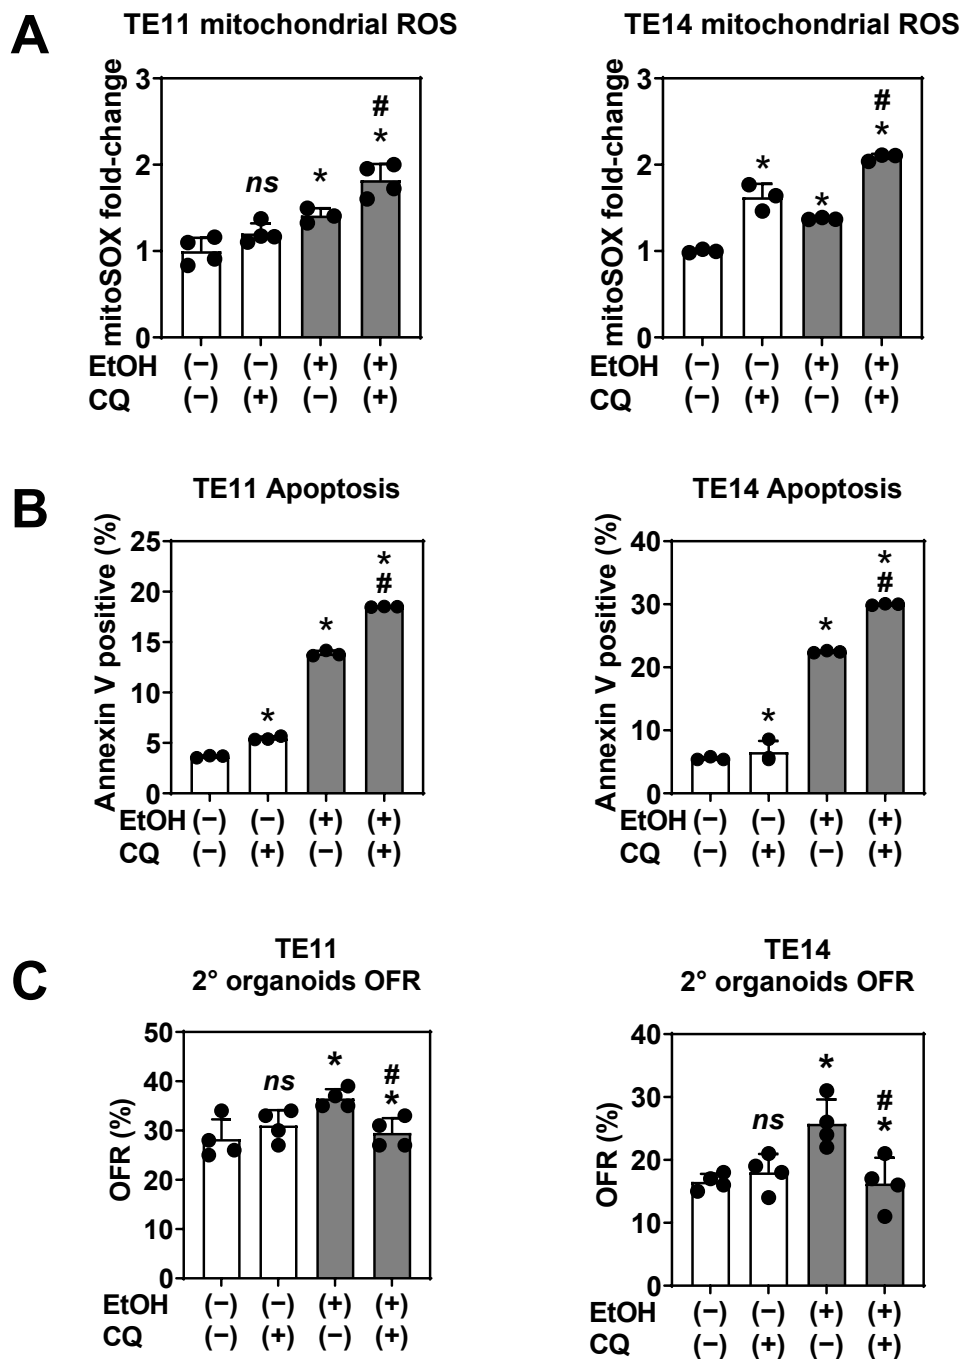 A
TE11 mitochondrial ROS
mitoSOX fold-change
3
2
1
0
ns
*
#
*
EtOH (−) (−) (+) (+)
CQ (−) (+) (−) (+)
TE14 mitochondrial ROS
mitoSOX fold-change
3
2
1
0
*
*
#
*
(−) (−) (+) (+)
(−) (+) (−) (+)
EtOH
CQ
B
TE11 Apoptosis
Annexin V positive (%)
25
20
15
10
5
0
*
*
*
#
EtOH (−) (−) (+) (+)
CQ (−) (+) (−) (+)
TE14 Apoptosis
Annexin V positive (%)
40
30
20
10
0
*
*
*
#
EtOH (−) (−) (+) (+)
CQ (−) (+) (−) (+)
C
TE11
2° organoids OFR
OFR (%)
50
40
30
20
10
0
ns
*
#
*
EtOH (−) (−) (+) (+)
CQ (−) (+) (−) (+)
TE14
2° organoids OFR
OFR (%)
40
30
20
10
0
ns
*
#
*
EtOH (−) (−) (+) (+)
CQ (−) (+) (−) (+)